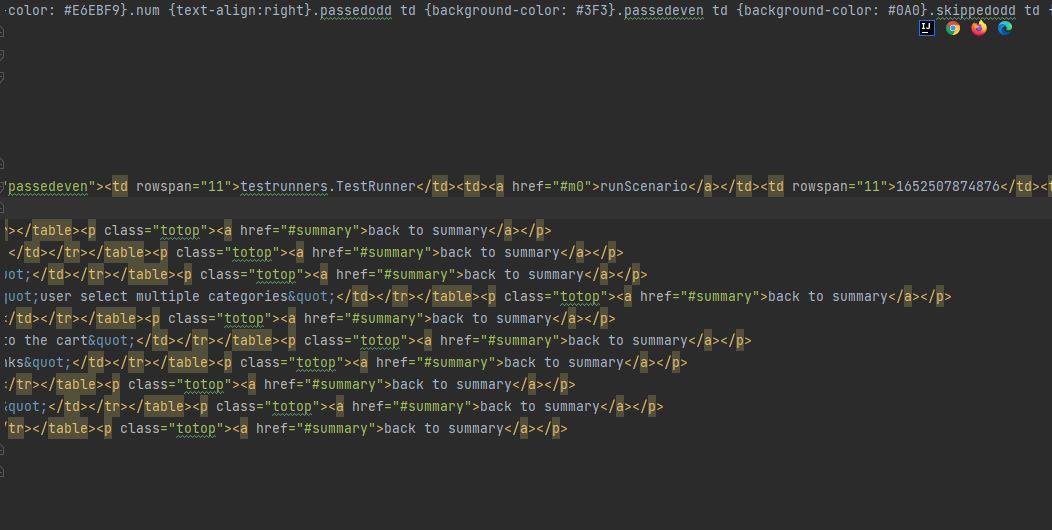 -color: #E6EBF9}.num {text-align:right}.passedodd td {background-color: #3F3}.passedeven td {background-color: #0A0}.skippedodd td {
IJ
"passedeven"><td rowspan="11">testrunners.TestRunner</td><td><a href="#m0">runScenario</a></td><td rowspan="11">1652507874876</td><t
></table><p class="totop"><a href="#summary">back to summary</a></p>
</td></tr></table><p class="totop"><a href="#summary">back to summary</a></p>
uot;</td></tr></table><p class="totop"><a href="#summary">back to summary</a></p>
quot;user select multiple categories&quot;</td></tr></table><p class="totop"><a href="#summary">back to summary</a></p>
</td></tr></table><p class="totop"><a href="#summary">back to summary</a></p>
to the cart&quot;</td></tr></table><p class="totop"><a href="#summary">back to summary</a></p>
nks&quot;</td></tr></table><p class="totop"><a href="#summary">back to summary</a></p>
</tr></table><p class="totop"><a href="#summary">back to summary</a></p>
&quot;</td></tr></table><p class="totop"><a href="#summary">back to summary</a></p>
/tr></table><p class="totop"><a href="#summary">back to summary</a></p>